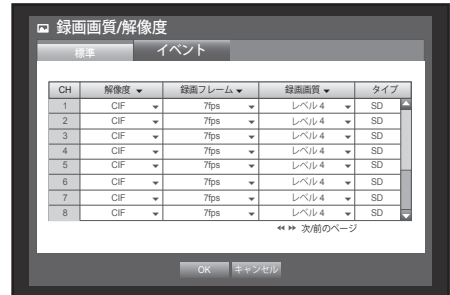 録画画質/解像度
標準 イベント
CH 解像度 録画フレーム 録画画質 タイプ
1 CIF 7fps レベル 4 SD
2 CIF 7fps レベル 4 SD
3 CIF 7fps レベル 4 SD
4 CIF 7fps レベル 4 SD
5 CIF 7fps レベル 4 SD
6 CIF 7fps レベル 4 SD
7 CIF 7fps レベル 4 SD
8 CIF 7fps レベル 4 SD
次/前のページ
OK キャンセル